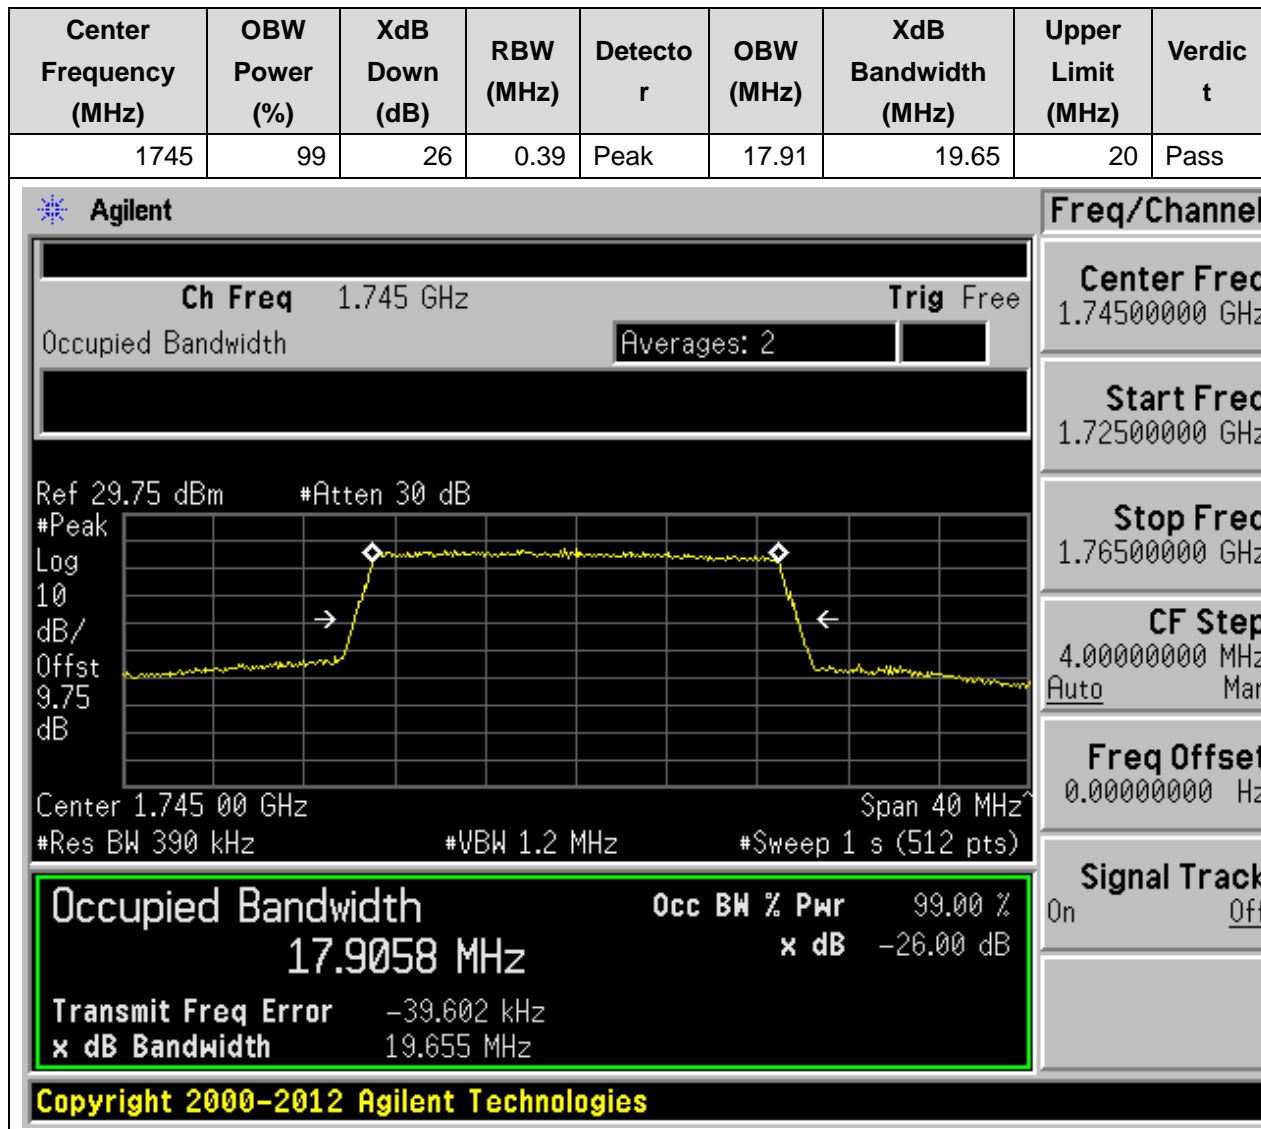 Center Frequency (MHz) OBW Power (%) XdB Down (dB) RBW (MHz) Detecto r OBW (MHz) XdB Bandwidth (MHz) Upper Limit (MHz) Verdic t
1745 99 26 0.39 Peak 17.91 19.65 20 Pass
Agilent
Freq/Channel
Ch Freq 1.745 GHz Trig Free
Occupied Bandwidth Averages: 2
Center Freq
1.74500000 GHz
Start Freq
1.72500000 GHz
Stop Freq
1.76500000 GHz
CF Step
4.00000000 MHz
Auto Man
Freq Offset
0.00000000 Hz
Signal Track
On Off
Ref 29.75 dBm #Atten 30 dB
#Peak
Log
10
dB/
Offst
9.75
dB
Center 1.745 00 GHz Span 40 MHz^
#Res BW 390 kHz #VBW 1.2 MHz #Sweep 1 s (512 pts)
Occupied Bandwidth
17.9058 MHz
Occ BW % Pwr 99.00 %
x dB -26.00 dB
Transmit Freq Error -39.602 kHz
x dB Bandwidth 19.655 MHz
Copyright 2000-2012 Agilent Technologies